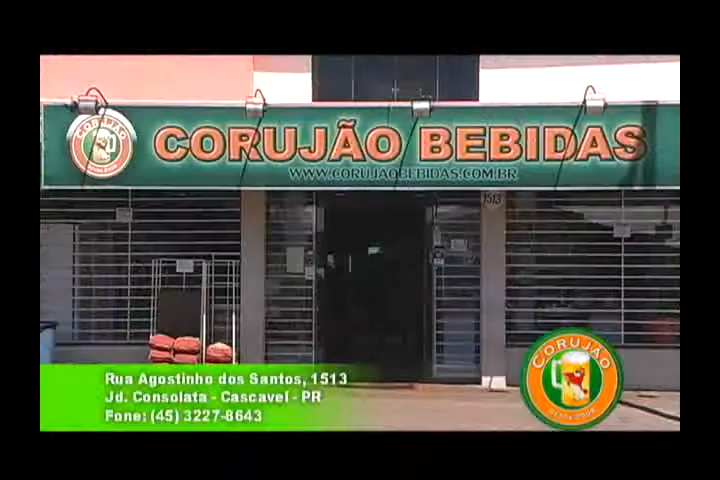 CORUJÃO
CORUJÃO BEBIDAS
WWW.CORUJAOBEBIDAS.COM.BR
1513
Rua Agostinho dos Santos, 1513
Jd. Consolata - Cascavel - PR
Fone: (45) 3227-8643
CORUJÃO